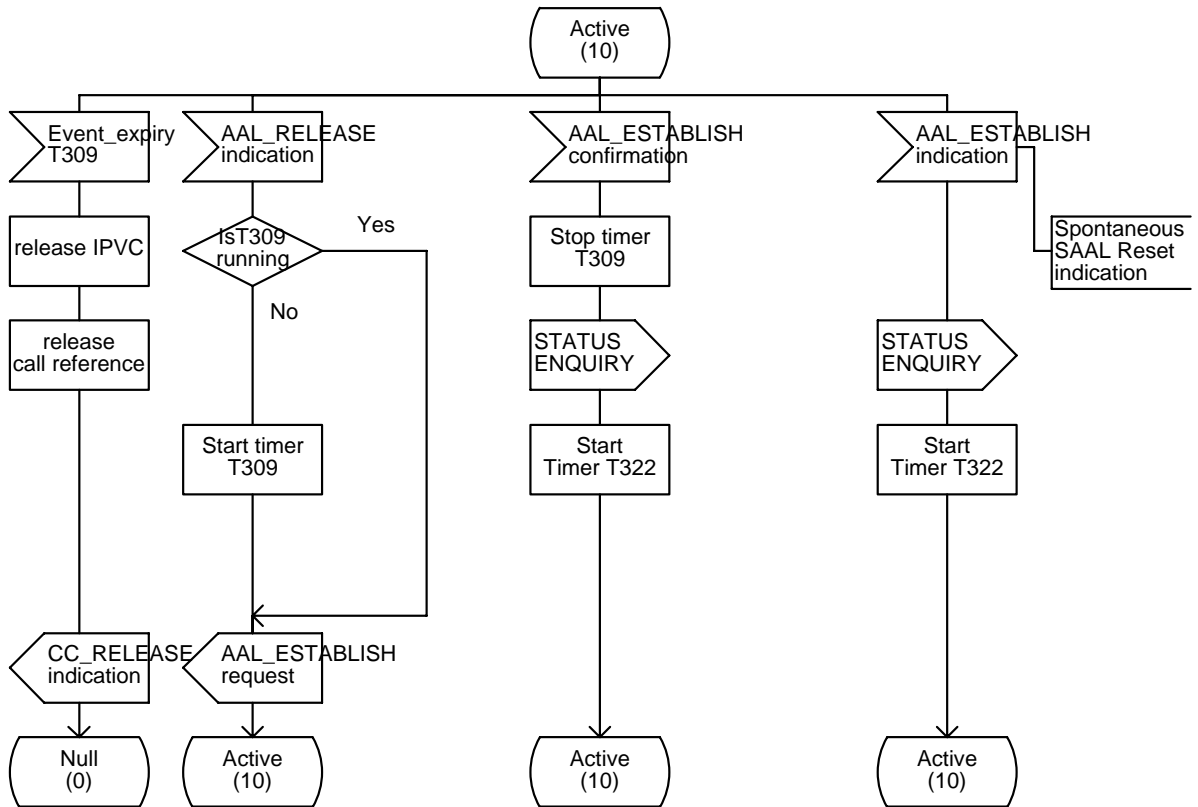 Active
(10)
Event_expiry
T309
AAL_RELEASE
indication
AAL_ESTABLISH
confirmation
AAL_ESTABLISH
indication
release IPVC
IsT309
running
Yes
No
Stop timer
T309
Spontaneous
SAAL Reset
indication
release
call reference
STATUS
ENQUIRY
STATUS
ENQUIRY
Start timer
T309
Start
Timer T322
Start
Timer T322
CC_RELEASE
indication
AAL_ESTABLISH
request
Null
(0)
Active
(10)
Active
(10)
Active
(10)